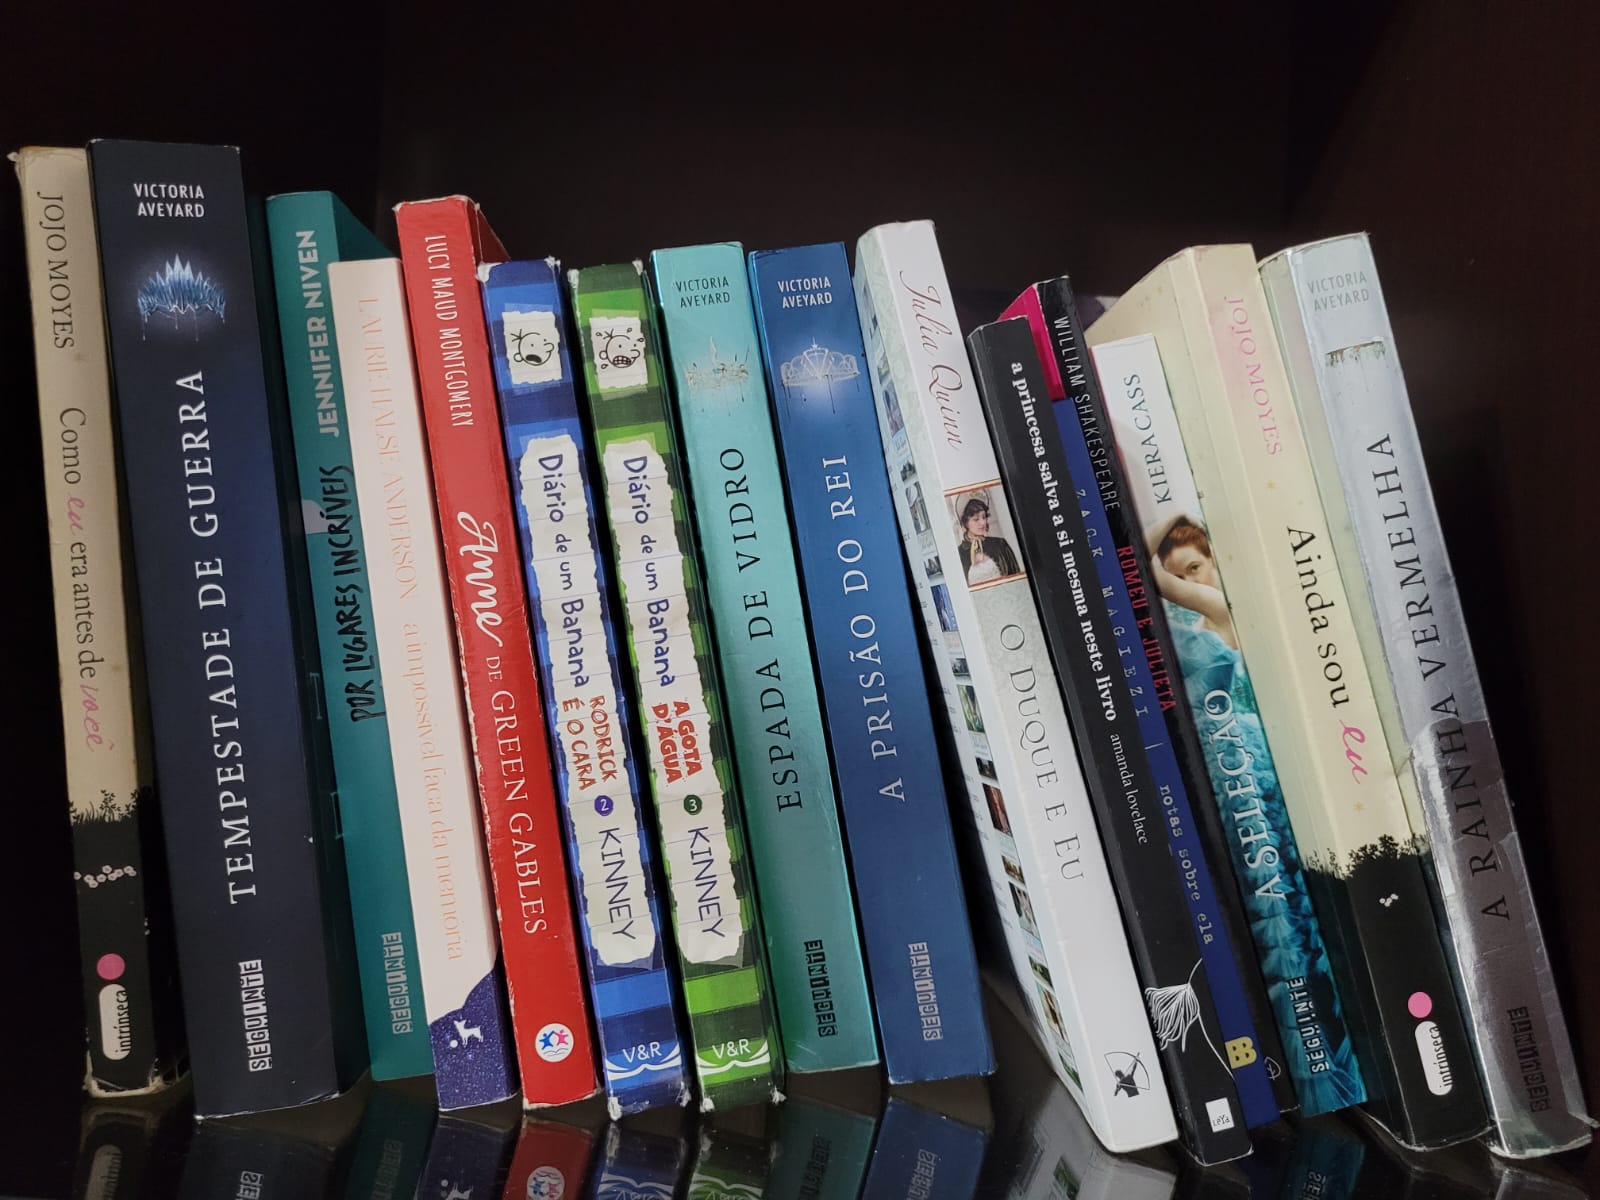 JOJO MOYES Como eu era antes de você
intrínseca
VICTORIA
AVEYARD
TEMPESTADE DE GUERRA
SEGUINTE
JENNIFER NIVEN
POR LUGARES INCRÍVEIS
SEGUINTE
LAURIE HALSE ANDERSON a impossível faca da memória
LUCY MAUD MONTGOMERY
Anne DE GREEN GABLES
Diário de um Banana
RODRICK
É O CARA
2
KINNEY
V&R
Diário de um Banana
A GOTA
D'ÁGUA
3
KINNEY
V&R
VICTORIA
AVEYARD
ESPADA DE VIDRO
SEGUINTE
VICTORIA
AVEYARD
A PRISÃO DO REI
SEGUINTE
Julia Quinn
O DUQUE E EU
a princesa salva a si mesma neste livro amanda lovelace
LeYa
ZACK MAGIEZI | notas sobre ela
B
WILLIAM SHAKESPEARE ROMEU E JULIETA
KIERA CASS
A SELEÇÃO
SEGUINTE
JOJO MOYES
Ainda sou eu
intrínseca
VICTORIA
AVEYARD
A RAINHA VERMELHA
SEGUINTE